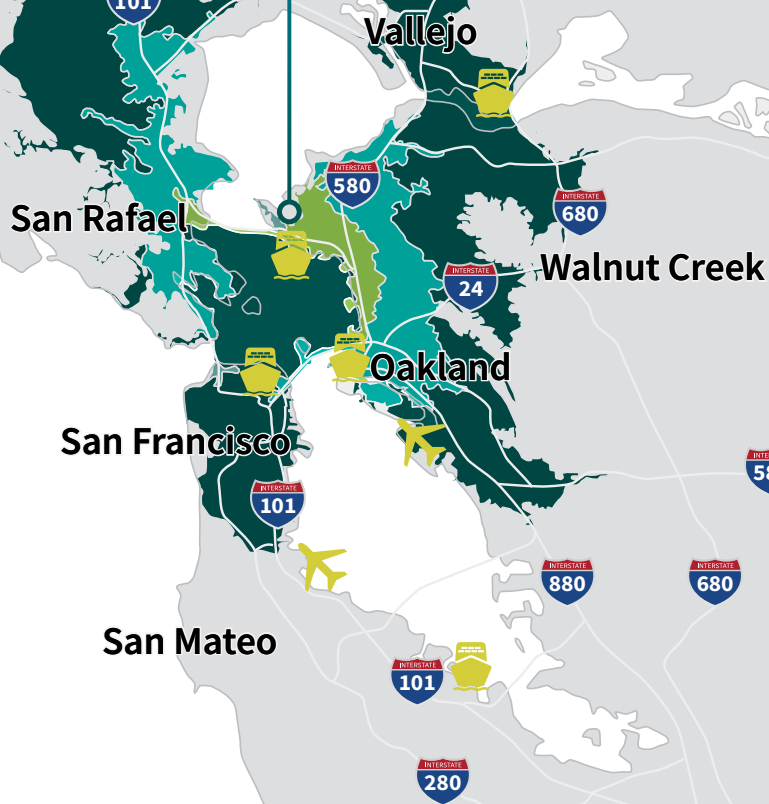 101
Vallejo
INTERSTATE
580
INTERSTATE
680
San Rafael
Walnut Creek
INTERSTATE
24
Oakland
San Francisco
INTERSTATE
101
INTERSTATE
880
INTERSTATE
680
San Mateo
INTERSTATE
101
INTERSTATE
280